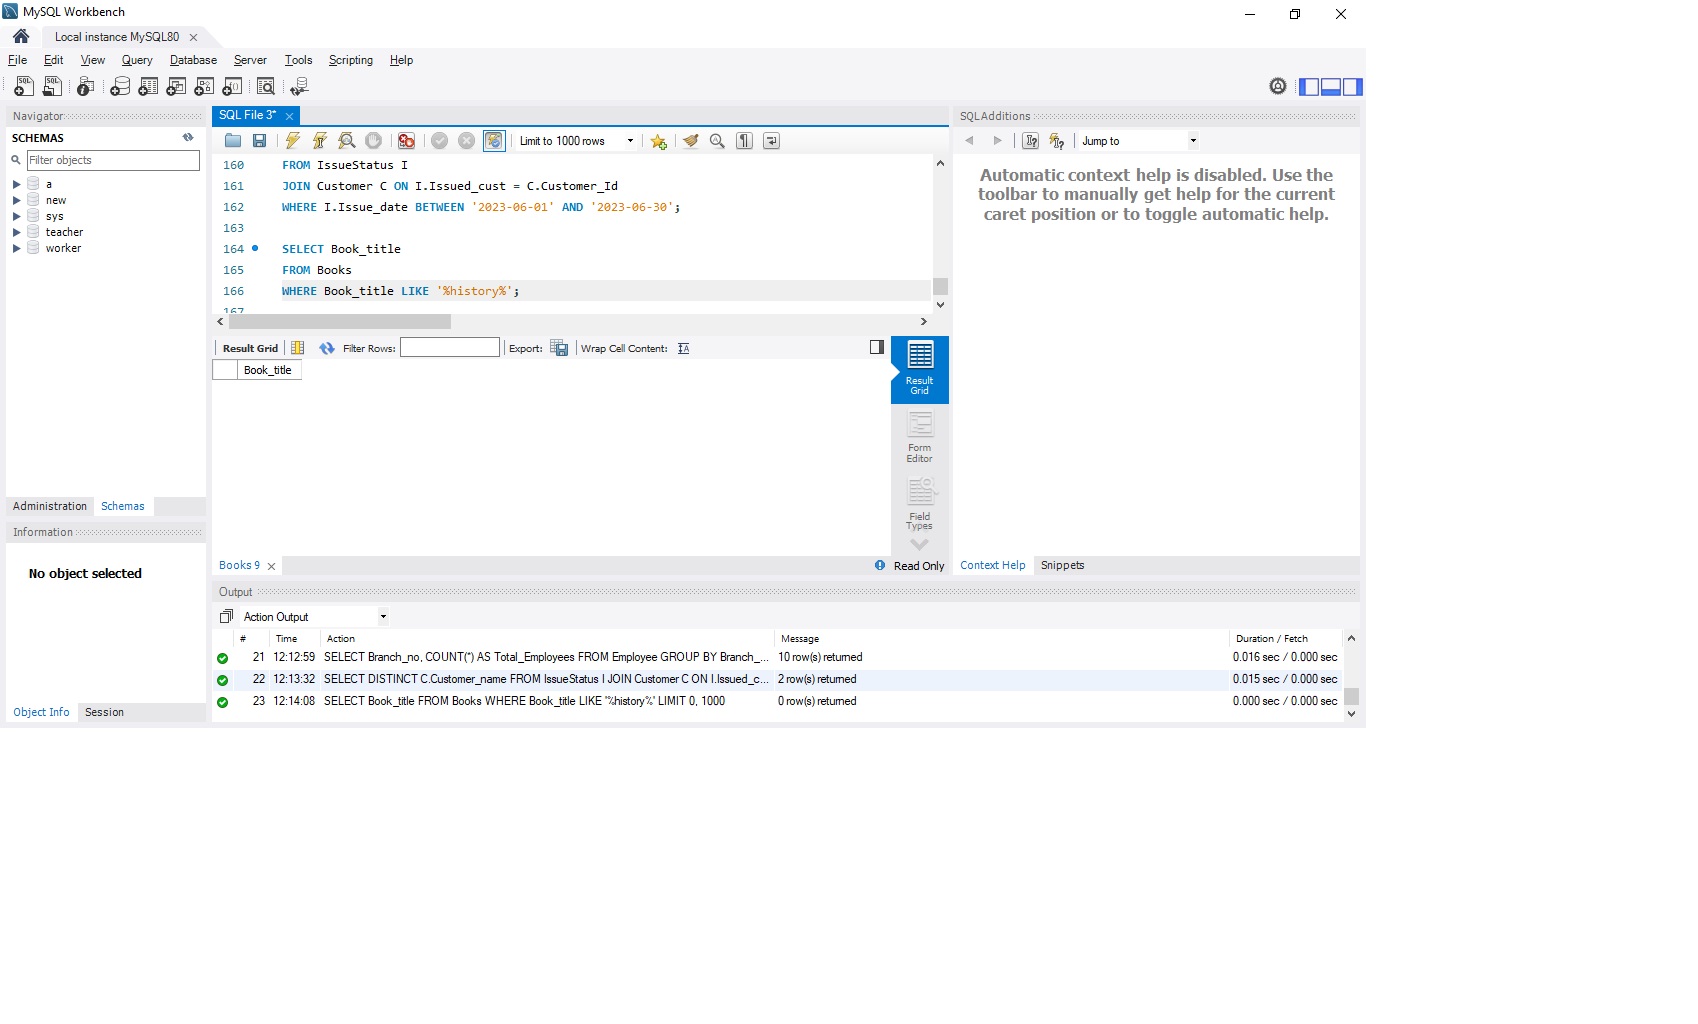 MySQL Workbench
Local instance MySQL80
File Edit View Query Database Server Tools Scripting Help
Navigator
SCHEMAS
Filter objects
a
new
sys
teacher
worker
Administration Schemas
Information
No object selected
Object Info Session
SQL File 3*
Limit to 1000 rows
160 FROM IssueStatus I
161 JOIN Customer C ON I.Issued_cust = C.Customer_Id
162 WHERE I.Issue_date BETWEEN '2023-06-01' AND '2023-06-30';
163
164 SELECT Book_title
165 FROM Books
166 WHERE Book_title LIKE '%history%';
167
Result Grid Filter Rows: Export: Wrap Cell Content:
Book_title
Result Grid
Form Editor
Field Types
Books 9
Read Only
SQLAdditions
Jump to
Automatic context help is disabled. Use the
toolbar to manually get help for the current
caret position or to toggle automatic help.
Context Help Snippets
Output
Action Output
# Time Action Message Duration / Fetch
21 12:12:59 SELECT Branch_no, COUNT(*) AS Total_Employees FROM Employee GROUP BY Branch_... 10 row(s) returned 0.016 sec / 0.000 sec
22 12:13:32 SELECT DISTINCT C.Customer_name FROM IssueStatus I JOIN Customer C ON I.Issued_c... 2 row(s) returned 0.015 sec / 0.000 sec
23 12:14:08 SELECT Book_title FROM Books WHERE Book_title LIKE '%history%' LIMIT 0, 1000 0 row(s) returned 0.000 sec / 0.000 sec